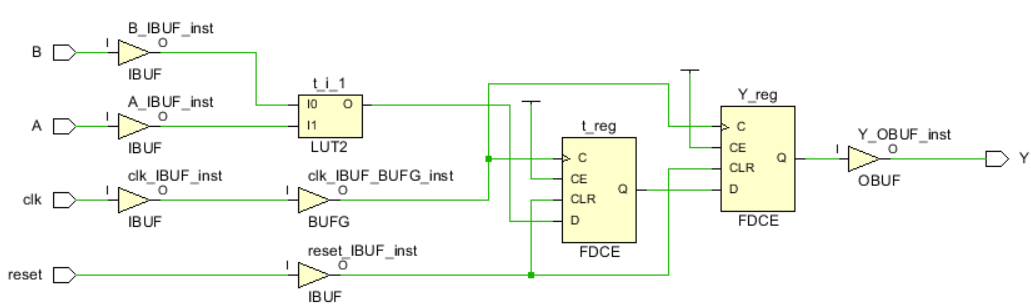 B
I
B_IBUF_inst
O
IBUF
A
I
A_IBUF_inst
O
IBUF
t_i_1
I0
O
I1
LUT2
clk
I
clk_IBUF_inst
O
IBUF
I
clk_IBUF_BUFG_inst
O
BUFG
reset
I
reset_IBUF_inst
O
IBUF
t_reg
C
CE
CLR
Q
D
FDCE
Y_reg
C
CE
Q
CLR
D
FDCE
Y_OBUF_inst
I
O
OBUF
Y